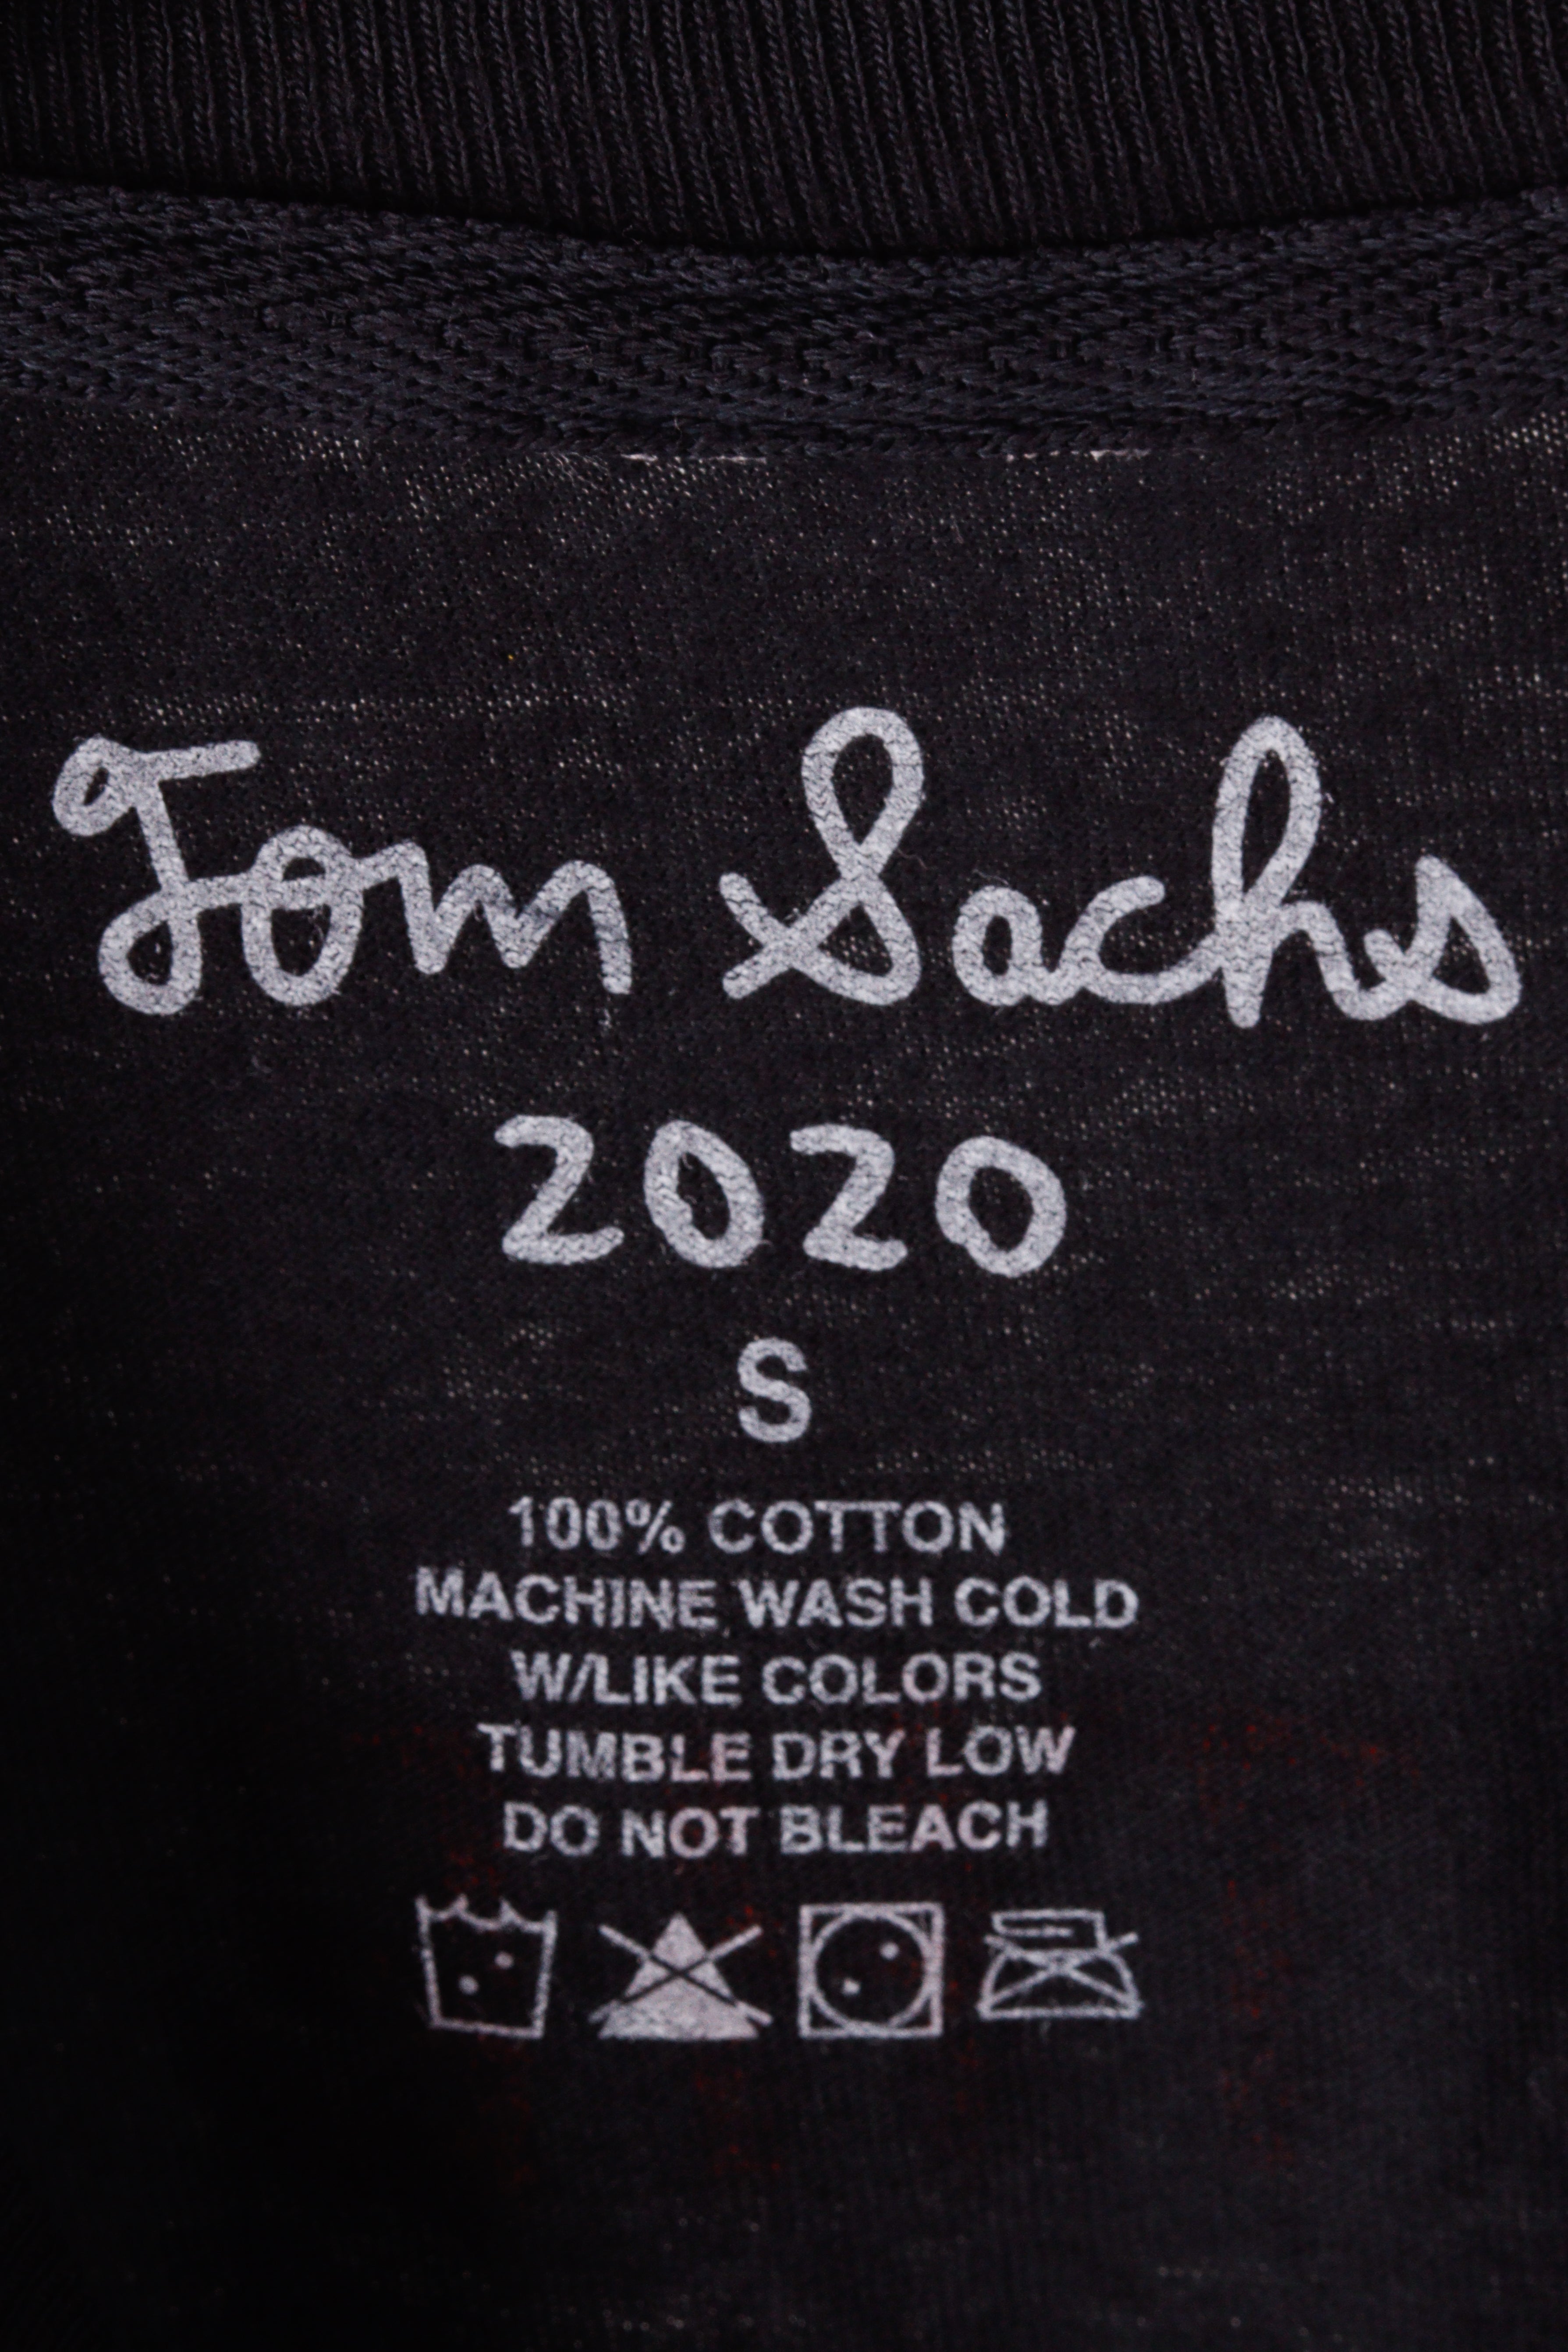 Tom Sachs
2020
S
100% COTTON
MACHINE WASH COLD
W/LIKE COLORS
TUMBLE DRY LOW
DO NOT BLEACH